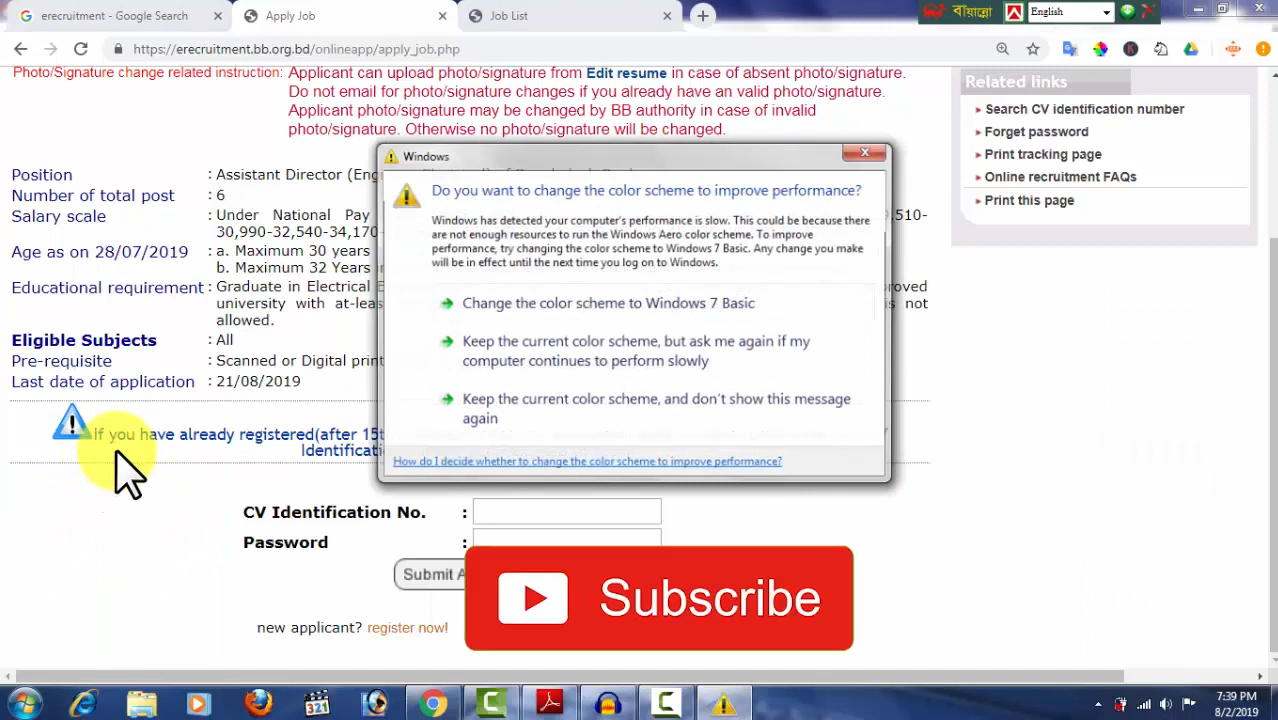 erecruitment - Google Search
Apply Job
Job List
বায়ান্নো
English
https://erecruitment.bb.org.bd/onlineapp/apply_job.php
Photo/Signature change related instruction: Applicant can upload photo/signature from Edit resume in case of absent photo/signature.
Do not email for photo/signature changes if you already have an valid photo/signature.
Applicant photo/signature may be changed by BB authority in case of invalid
photo/signature. Otherwise no photo/signature will be changed.
Related links
Search CV identification number
Forget password
Print tracking page
Online recruitment FAQs
Print this page
Position : Assistant Director
Number of total post : 6
Salary scale : Under National Pay 9,510-
30,990-32,540-34,170
Age as on 28/07/2019 : a. Maximum 30 years
b. Maximum 32 Years
Educational requirement : Graduate in Electrical
university with at-leas not
allowed.
Eligible Subjects : All
Pre-requisite : Scanned or Digital
Last date of application : 21/08/2019
If you have already registered(after 15t
Identificati
Windows
Do you want to change the color scheme to improve performance?
Windows has detected your computer's performance is slow. This could be because there
are not enough resources to run the Windows Aero color scheme. To improve
performance, try changing the color scheme to Windows 7 Basic. Any change you make
will be in effect until the next time you log on to Windows.
Change the color scheme to Windows 7 Basic
Keep the current color scheme, but ask me again if my
computer continues to perform slowly
Keep the current color scheme, and don't show this message
again
How do I decide whether to change the color scheme to improve performance?
CV Identification No. :
Password :
Submit A
Subscribe
new applicant? register now!
321
7:39 PM
8/2/2019